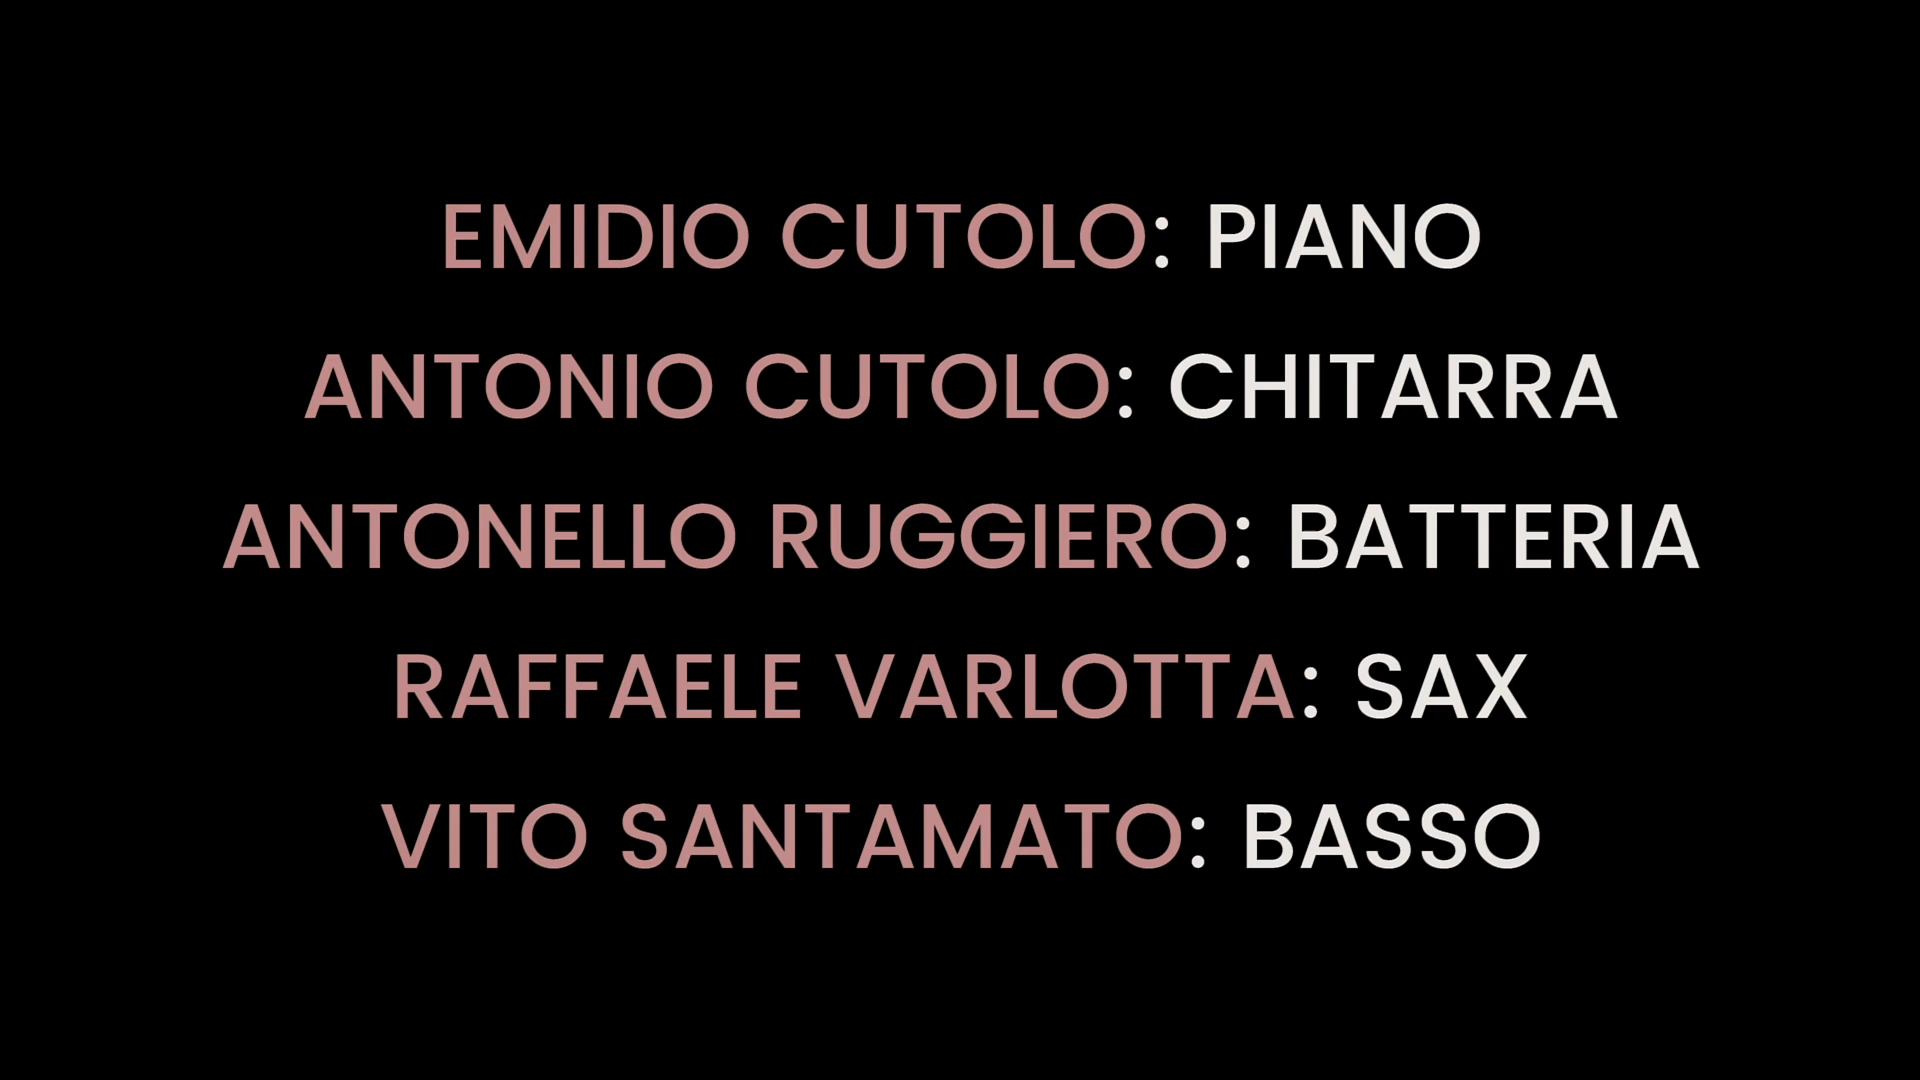 EMIDIO CUTOLO: PIANO
ANTONIO CUTOLO: CHITARRA
ANTONELLO RUGGIERO: BATTERIA
RAFFAELE VARLOTTA: SAX
VITO SANTAMATO: BASSO